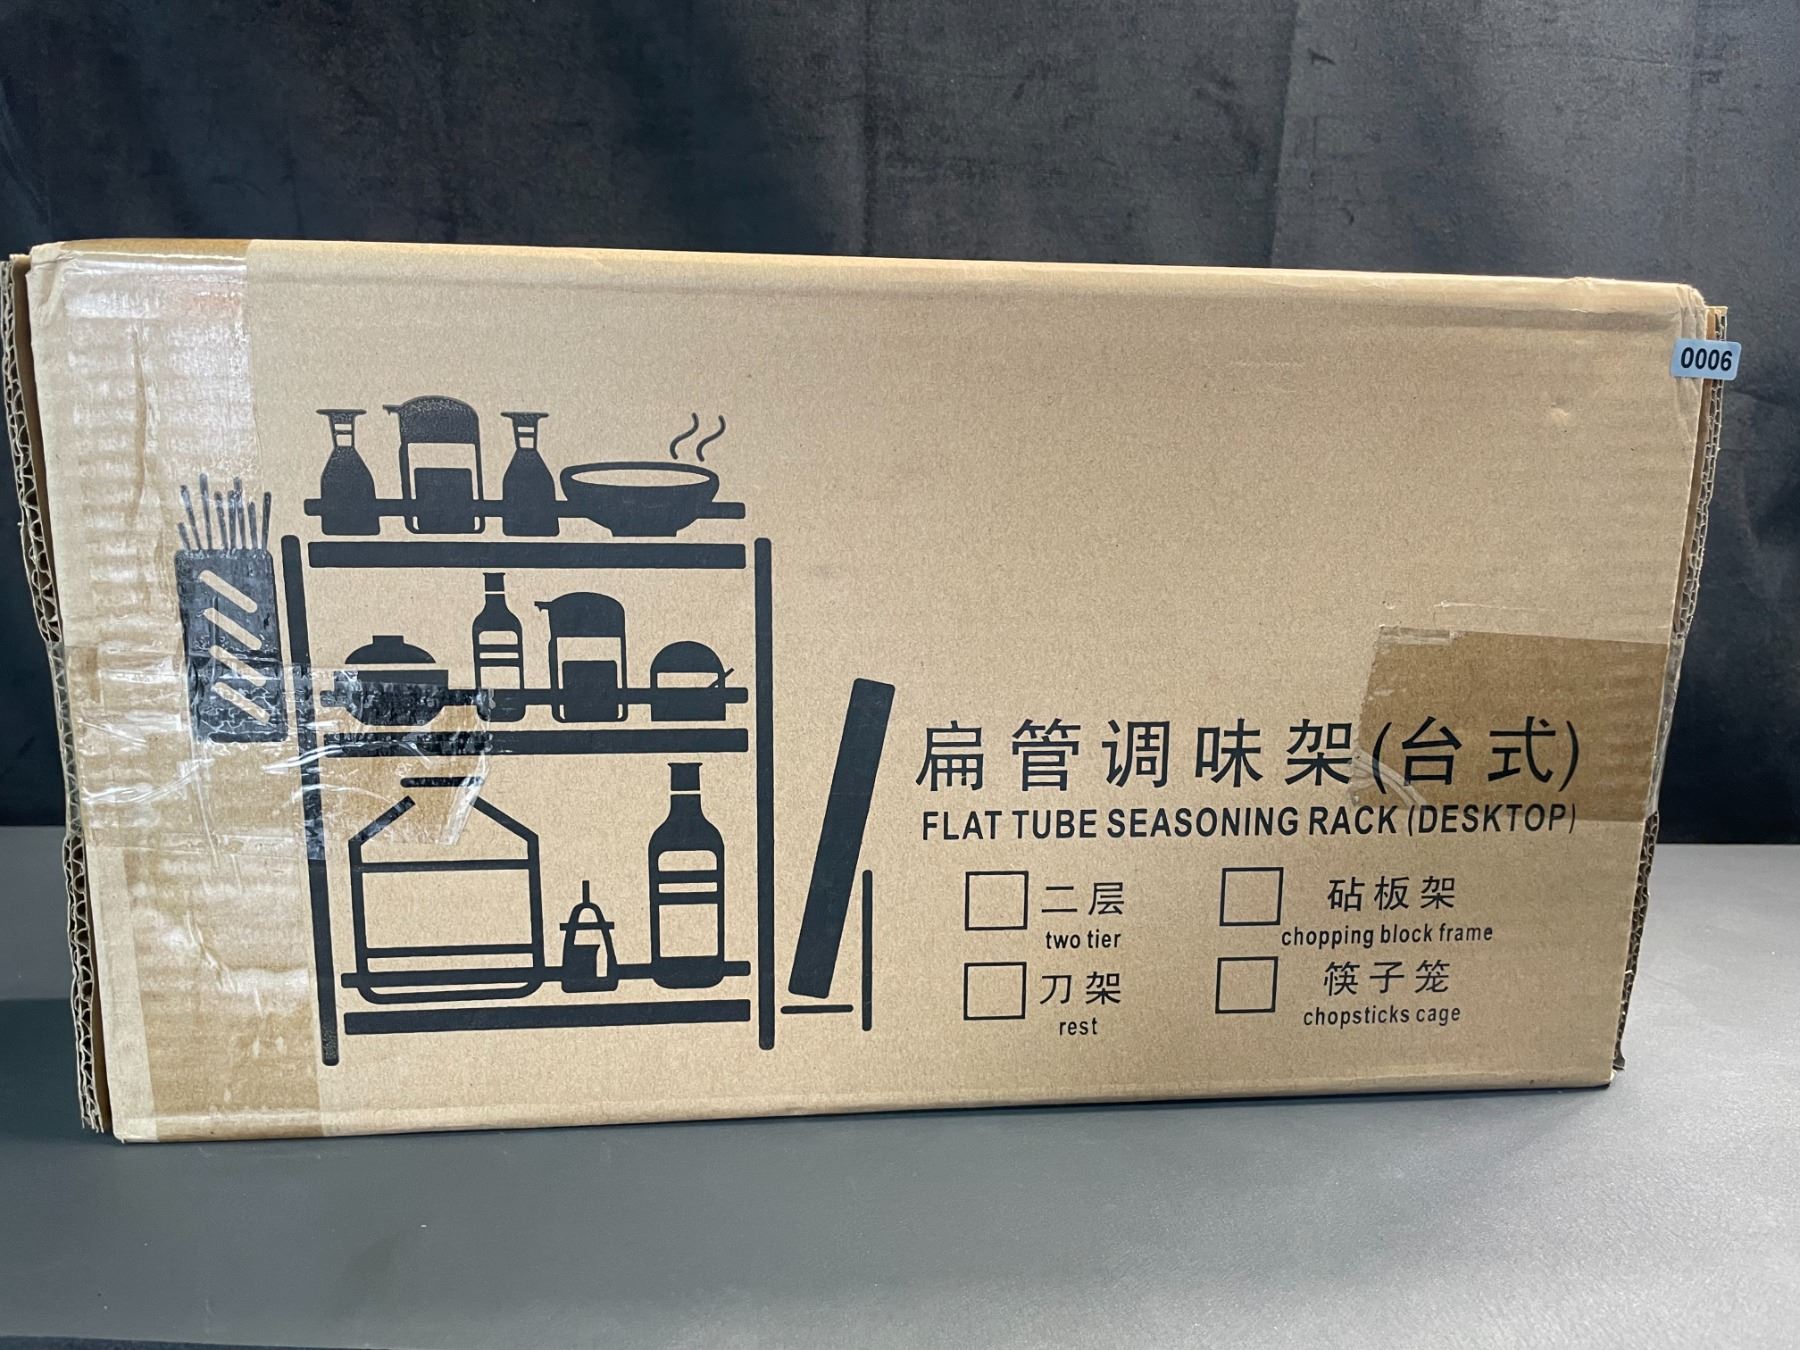 0006
扁管调味架(台式)
FLAT TUBE SEASONING RACK (DESKTOP)
二层
two tier
砧板架
chopping block frame
刀架
rest
筷子笼
chopsticks cage